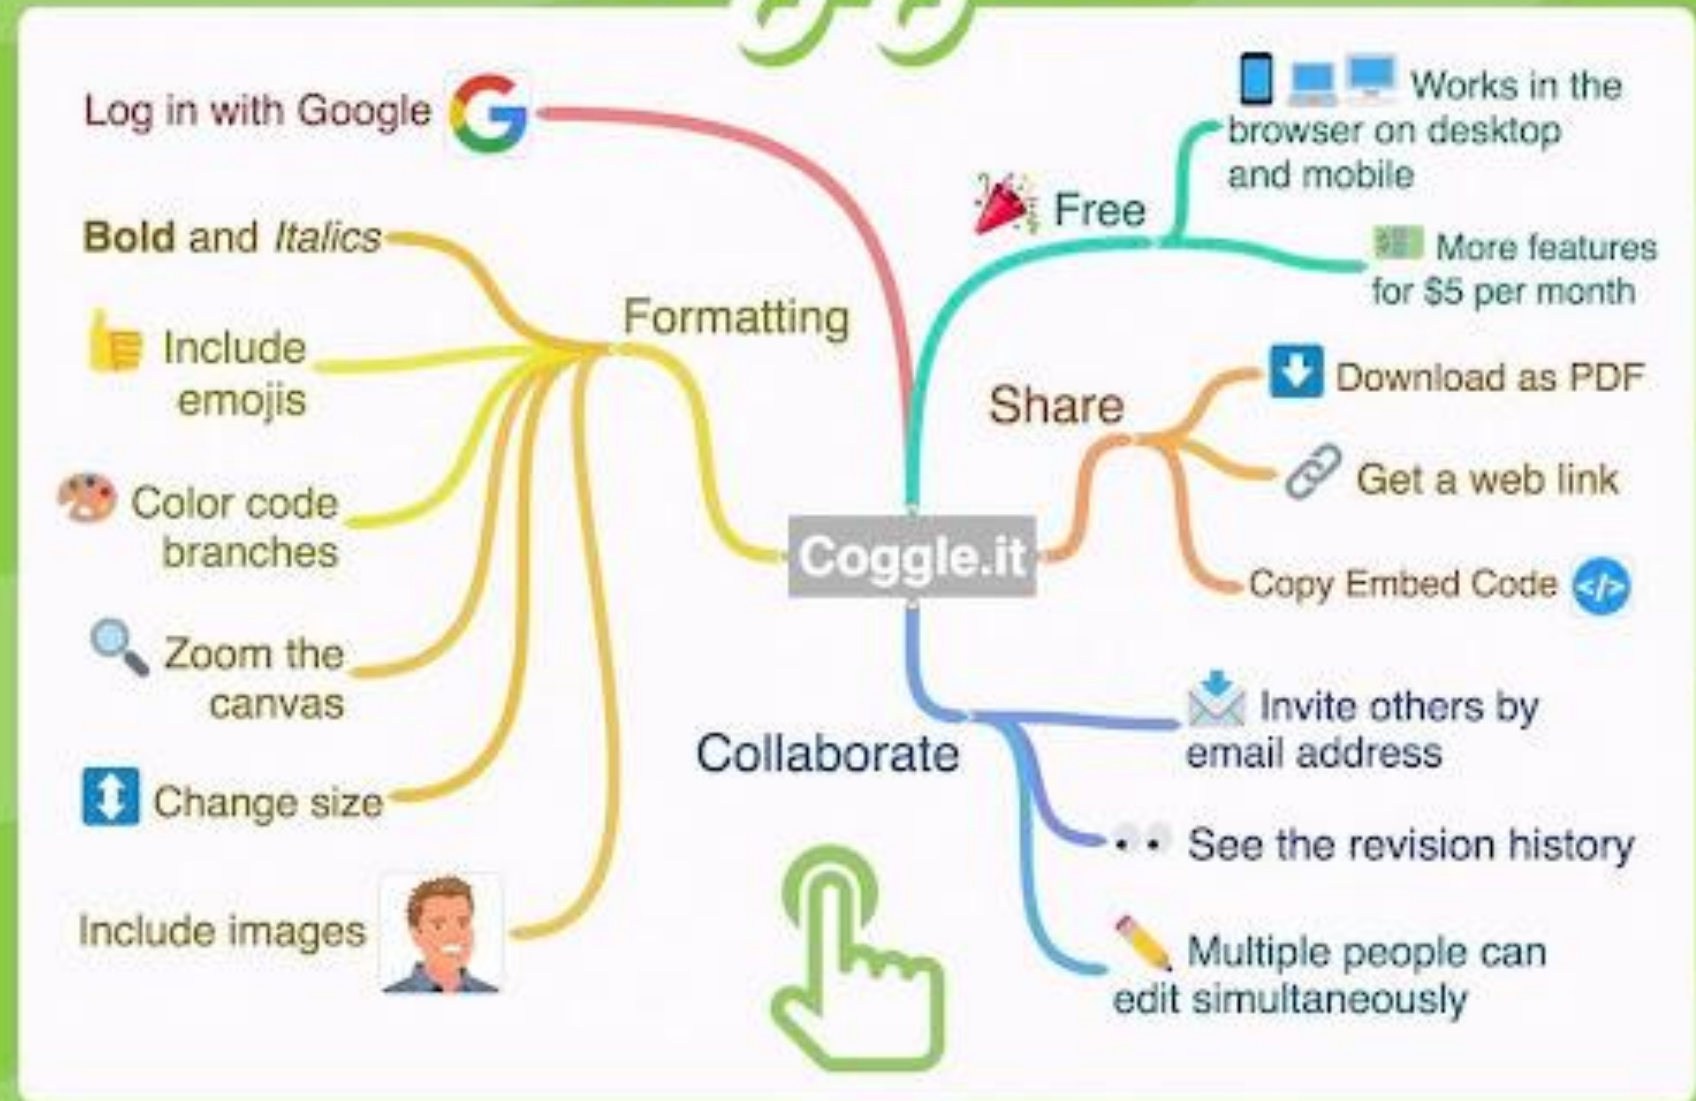 Log in with Google
Bold and Italics
Include
emojis
Color code
branches
Zoom the
canvas
Change size
Include images
Formatting
Coggle.it
Free
Works in the
browser on desktop
and mobile
More features
for $5 per month
Share
Download as PDF
Get a web link
Copy Embed Code
</>
Collaborate
Invite others by
email address
See the revision history
Multiple people can
edit simultaneously